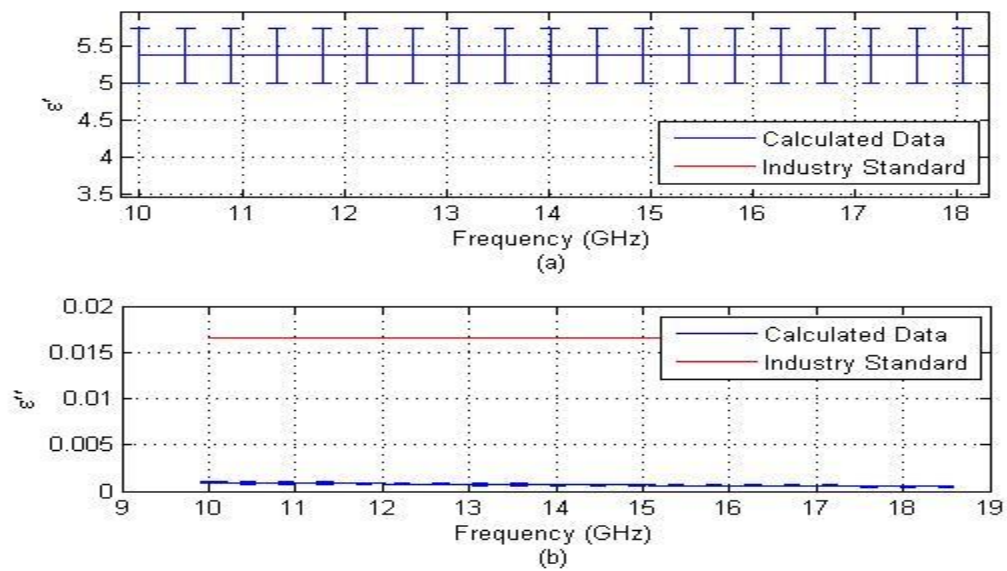 5.5
5
4.5
4
3.5
ε'
Calculated Data
Industry Standard
10 11 12 13 14 15 16 17 18
Frequency (GHz)
(a)
0.02
0.015
0.01
0.005
0
ε''
Calculated Data
Industry Standard
9 10 11 12 13 14 15 16 17 18 19
Frequency (GHz)
(b)